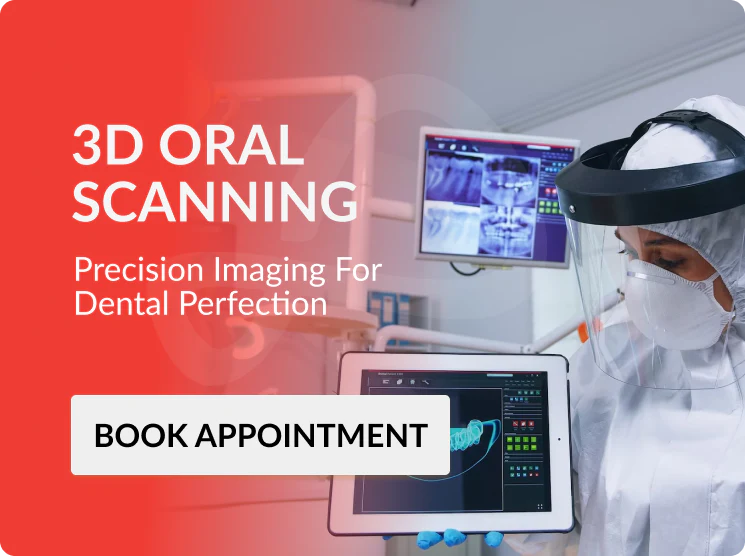 3D ORAL
SCANNING
Precision Imaging For
Dental Perfection
BOOK APPOINTMENT